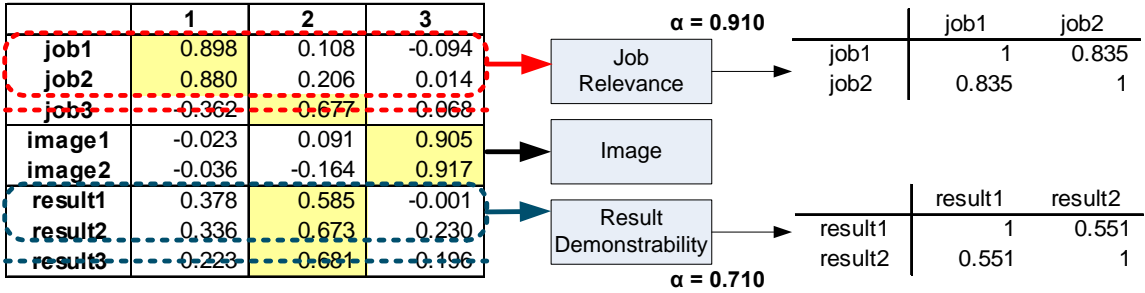 1 2 3
job1 0.898 0.108 -0.094
job2 0.880 0.206 0.014
job3 -0.362 0.677 0.068
image1 -0.023 0.091 0.905
image2 -0.036 -0.164 0.917
result1 0.378 0.585 -0.001
result2 0.336 0.673 0.230
result3 0.223 0.681 0.196
α = 0.910
Job
Relevance
Image
Result
Demonstrability
α = 0.710
job1 job2
job1 1 0.835
job2 0.835 1
result1 result2
result1 1 0.551
result2 0.551 1